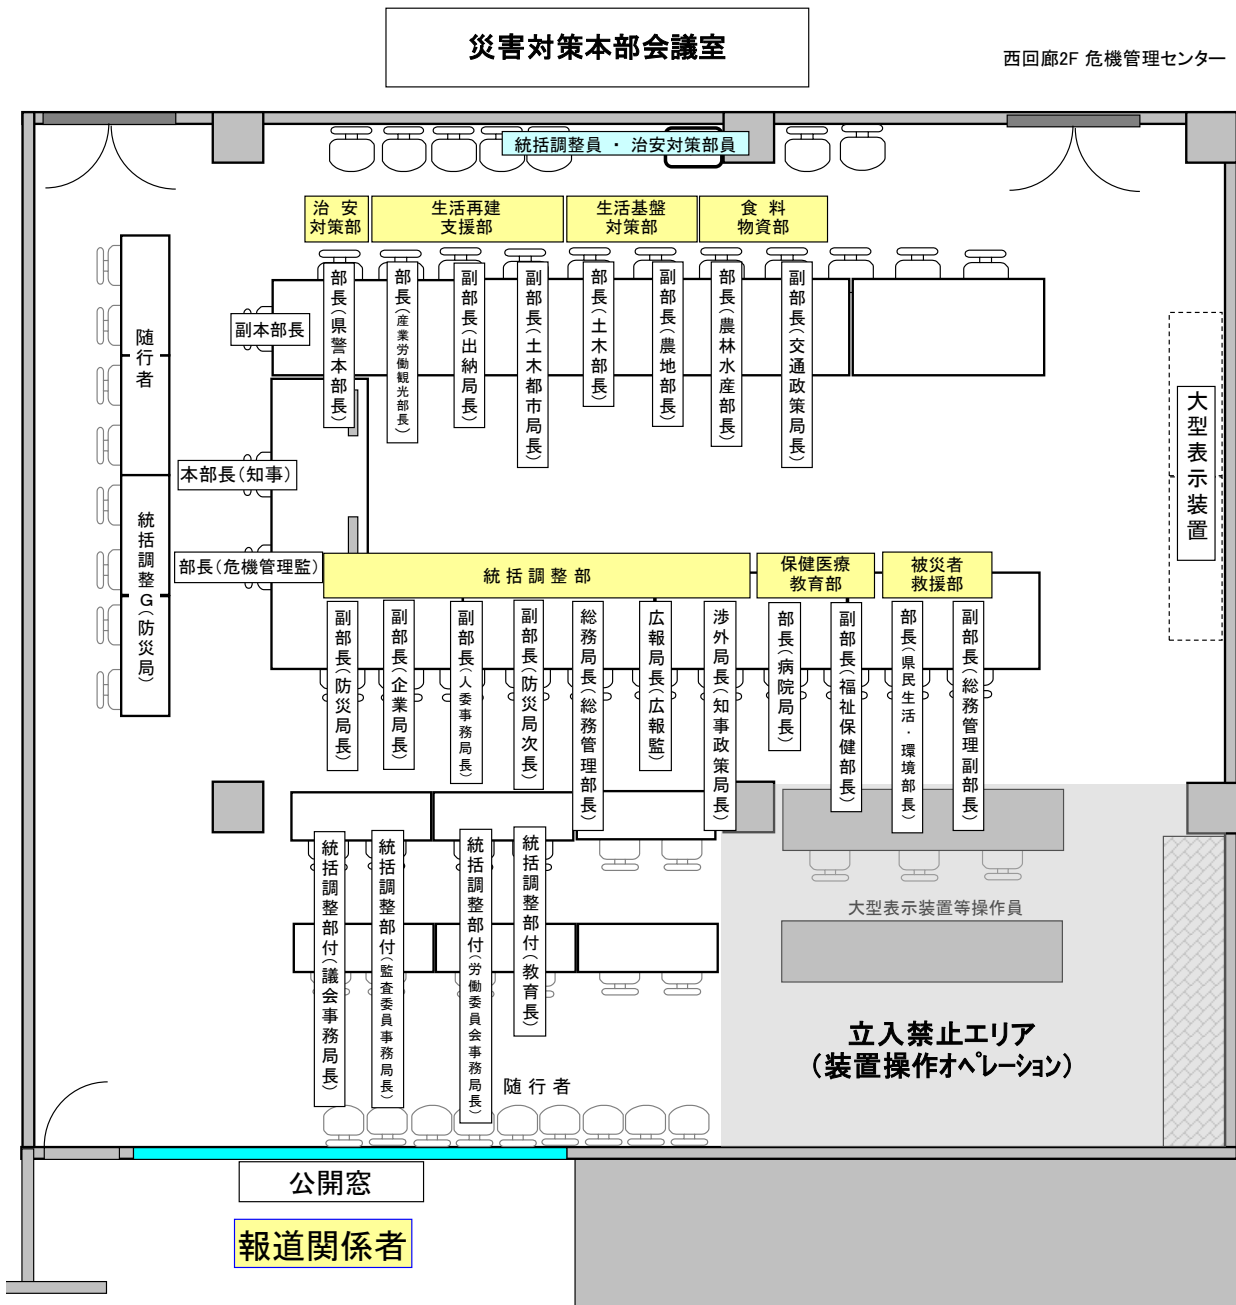 災害対策本部会議室
西回廊2F 危機管理センター
統括調整員 ・ 治安対策部員
治 安
対策部
生活再建
支援部
生活基盤
対策部
食 料
物資部
部長(県警本部長)
部長(産業労働観光部長)
副部長(出納局長)
副部長(土木都市局長)
部長(土木部長)
副部長(農地部長)
部長(農林水産部長)
副部長(交通政策局長)
副本部長
本部長(知事)
部長(危機管理監)
随行者
統括調整G(防災局)
大型表示装置
統 括 調 整 部
保健医療
教育部
被災者
救援部
副部長(防災局長)
副部長(企業局長)
副部長(人委事務局長)
副部長(防災局次長)
総務局長(総務管理部長)
広報局長(広報監)
渉外局長(知事政策局長)
部長(病院局長)
副部長(福祉保健部長)
部長(県民生活・環境部長)
副部長(総務管理副部長)
統括調整部付(議会事務局長)
統括調整部付(監査委員事務局長)
統括調整部付(労働委員会事務局長)
統括調整部付(教育長)
大型表示装置等操作員
立入禁止エリア
(装置操作オペレーション)
随 行 者
公開窓
報道関係者